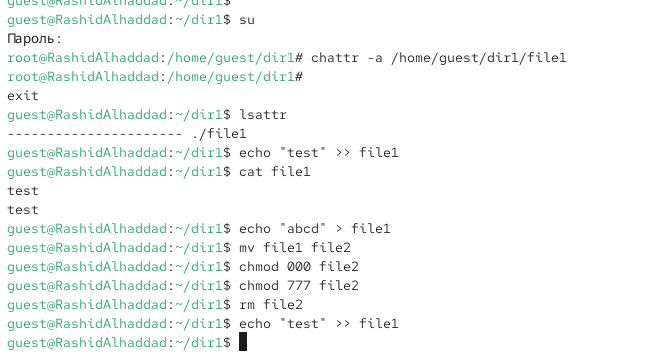 guest@RashidAlhaddad:~/dir1$
guest@RashidAlhaddad:~/dir1$ su
Пароль:
root@RashidAlhaddad:/home/guest/dir1# chattr -a /home/guest/dir1/file1
root@RashidAlhaddad:/home/guest/dir1#
exit
guest@RashidAlhaddad:~/dir1$ lsattr
---------------------- ./file1
guest@RashidAlhaddad:~/dir1$ echo "test" >> file1
guest@RashidAlhaddad:~/dir1$ cat file1
test
test
guest@RashidAlhaddad:~/dir1$ echo "abcd" > file1
guest@RashidAlhaddad:~/dir1$ mv file1 file2
guest@RashidAlhaddad:~/dir1$ chmod 000 file2
guest@RashidAlhaddad:~/dir1$ chmod 777 file2
guest@RashidAlhaddad:~/dir1$ rm file2
guest@RashidAlhaddad:~/dir1$ echo "test" >> file1
guest@RashidAlhaddad:~/dir1$